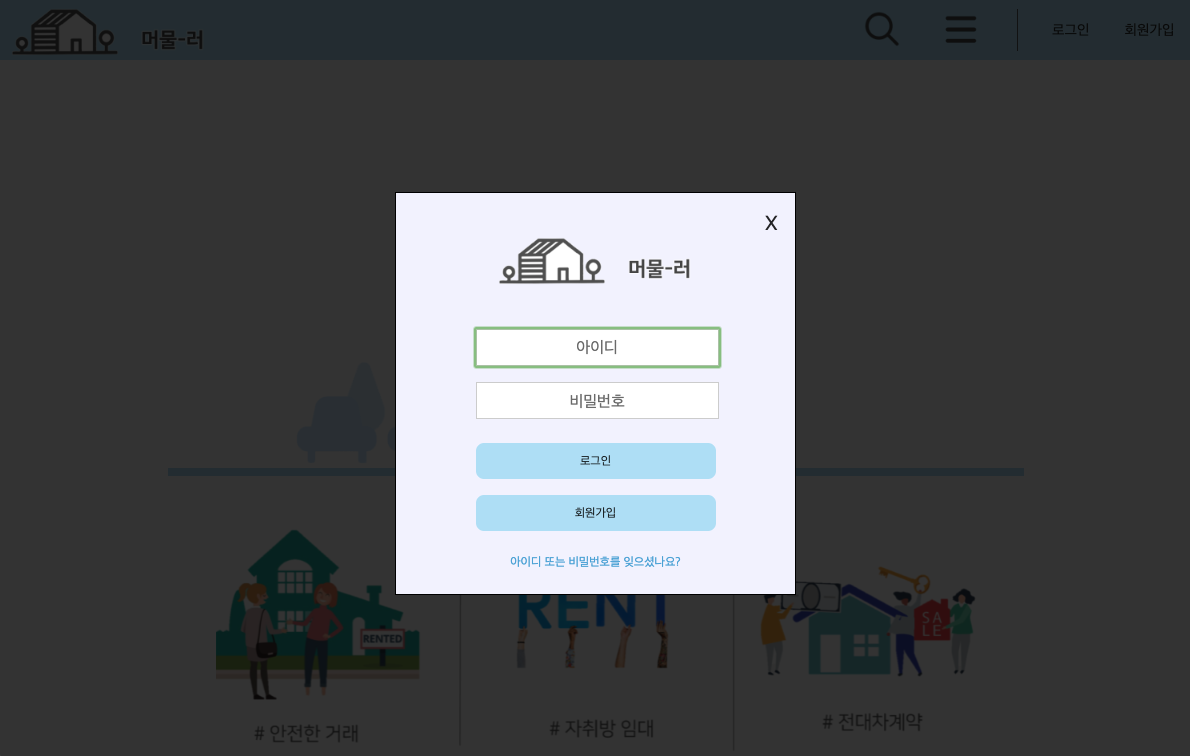 머물-러
로그인
회원가입
X
머물-러
아이디
비밀번호
로그인
회원가입
아이디 또는 비밀번호를 잊으셨나요?
RENTED
RENT
SA
LE
# 안전한 거래
# 자취방 임대
# 전대차계약